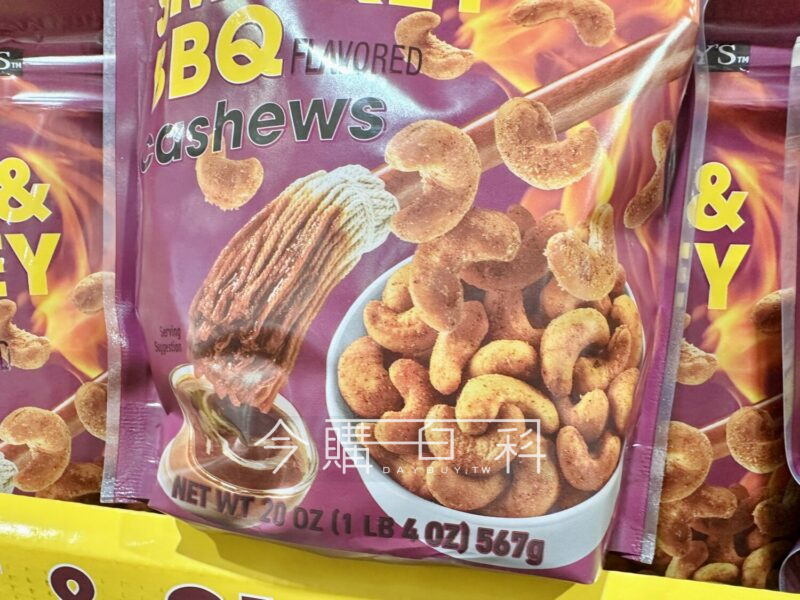 BBQ FLAVORED
cashews
Serving
Suggestion
NET WT 20 OZ (1 LB 4 OZ) 567g
&
EY
&
Y
今購百科
DAYBUY.TW